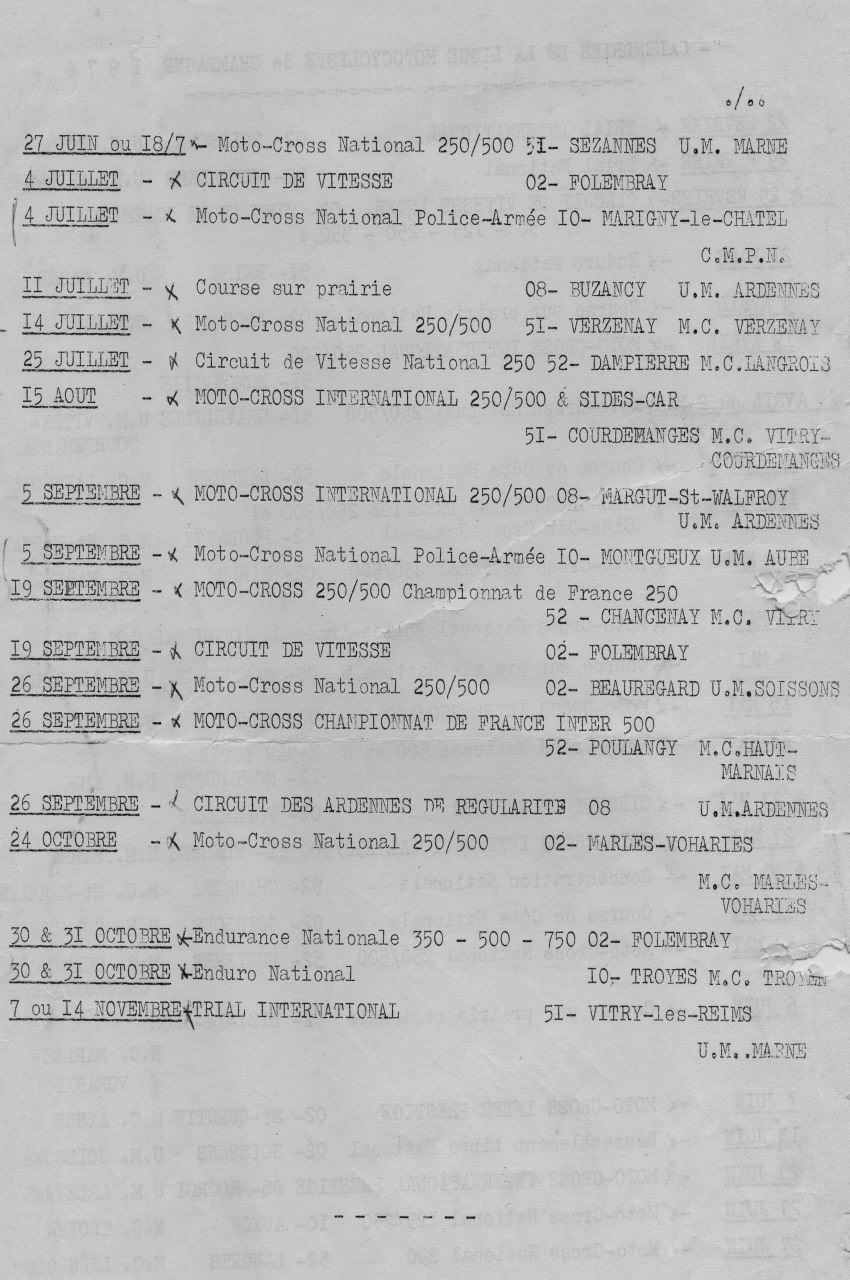 ./..
27 JUIN ou I8/7 - Moto-Cross National 250/500 5I- SEZANNES U.M. MARNE
4 JUILLET - CIRCUIT DE VITESSE 02- FOLEMBRAY
4 JUILLET - Moto-Cross National Police-Armée IO- MARIGNY-le-CHATEL
C.M.P.N.
II JUILLET - Course sur prairie 08- BUZANCY U.M. ARDENNES
I4 JUILLET - Moto-Cross National 250/500 5I- VERZENAY M.C. VERZENAY
25 JUILLET - Circuit de Vitesse National 250 52- DAMPIERRE M.C.LANGROIS
I5 AOUT - MOTO-CROSS INTERNATIONAL 250/500 & SIDES-CAR
5I- COURDEMANGES M.C. VITRY-
COURDEMANGES
5 SEPTEMBRE - MOTO-CROSS INTERNATIONAL 250/500 08- MARGUT-St-WALFROY
U.M. ARDENNES
5 SEPTEMBRE - Moto-Cross National Police-Armée IO- MONTGUEUX U.M. AUBE
I9 SEPTEMBRE - MOTO-CROSS 250/500 Championnat de France 250
52 - CHANCENAY M.C. VITRY
I9 SEPTEMBRE - CIRCUIT DE VITESSE 02- FOLEMBRAY
26 SEPTEMBRE - Moto-Cross National 250/500 02- BEAUREGARD U.M.SOISSONS
26 SEPTEMBRE - MOTO-CROSS CHAMPIONNAT DE FRANCE INTER 500
52- POULANGY M.C.HAUT-
MARNAIS
26 SEPTEMBRE - CIRCUIT DES ARDENNES DE REGULARITE 08 U.M.ARDENNES
24 OCTOBRE - Moto-Cross National 250/500 02- MARLES-VOHARIES
M.C. MARLES-
VOHARIES
30 & 3I OCTOBRE - Endurance Nationale 350 - 500 - 750 02- FOLEMBRAY
30 & 3I OCTOBRE - Enduro National IO- TROYES M.C. TROYEN
7 ou I4 NOVEMBRE - TRIAL INTERNATIONAL 5I- VITRY-les-REIMS
U.M..MARNE
- - - - - - - -